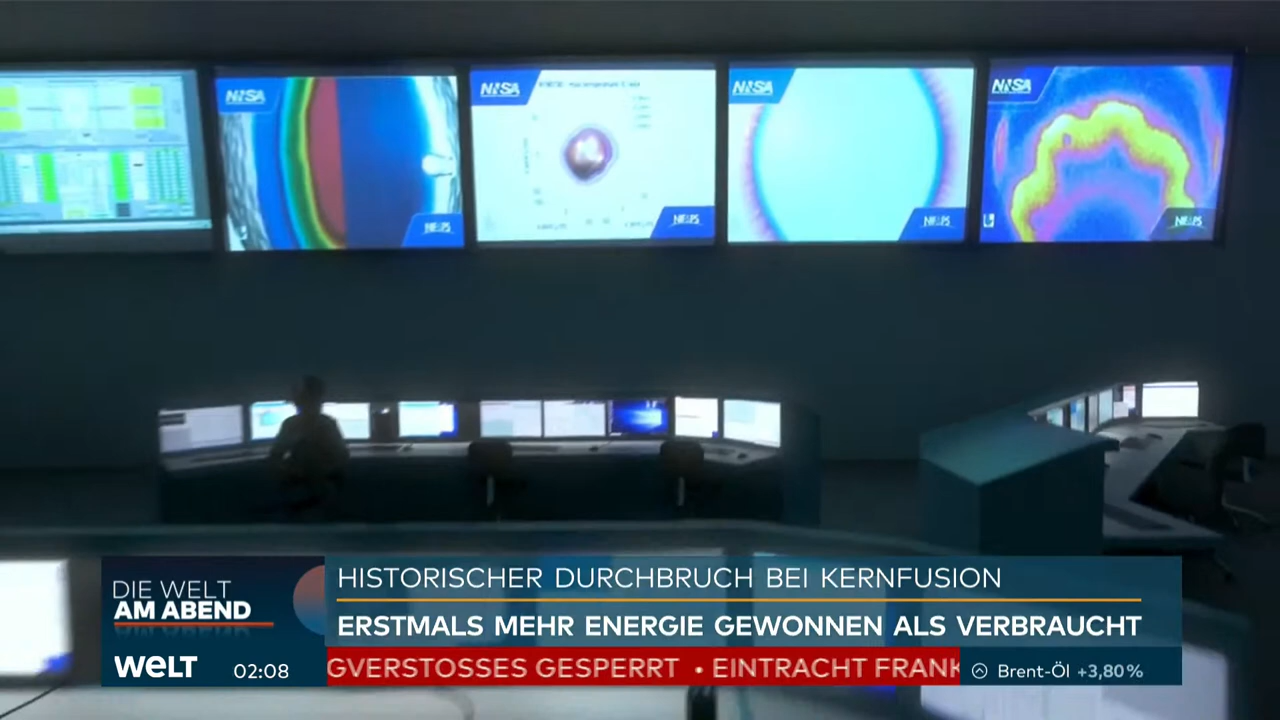 NNSA
NNSA
NNSA
NNSA
DIE WELT
AM ABEND
HISTORISCHER DURCHBRUCH BEI KERNFUSION
ERSTMALS MEHR ENERGIE GEWONNEN ALS VERBRAUCHT
welt
02:08
GVERSTOSSES GESPERRT • EINTRACHT FRANK
Brent-Öl +3,80%